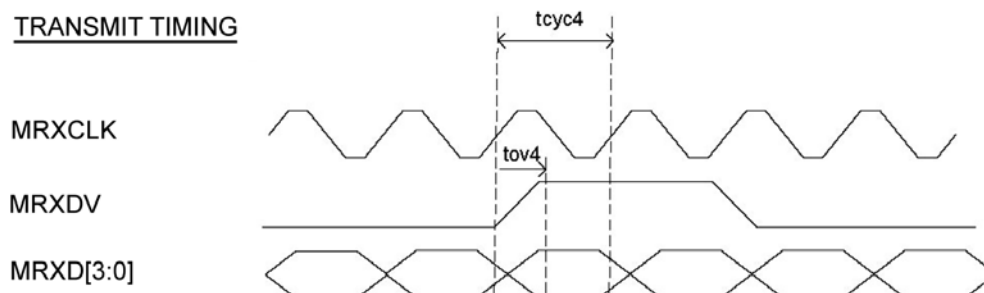 TRANSMIT TIMING
tcyc4
MRXCLK
tov4
MRXDV
MRXD[3:0]